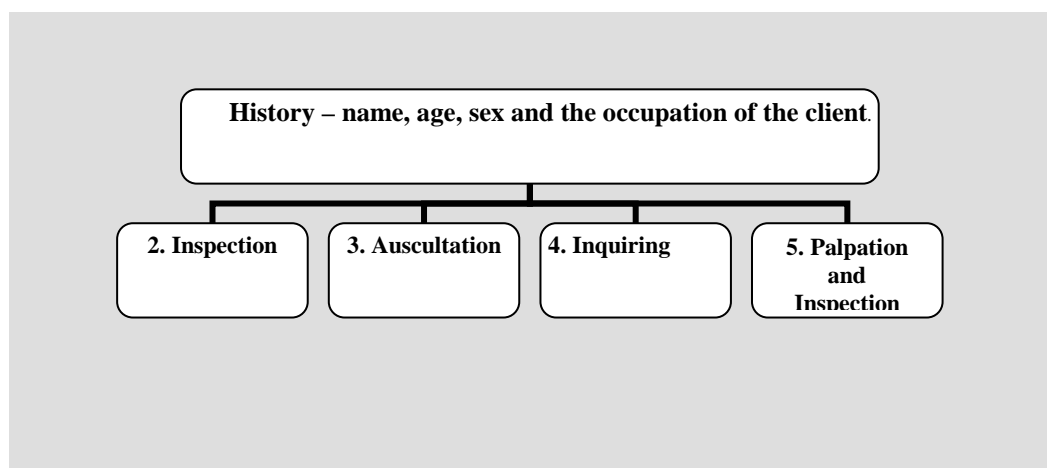 History – name, age, sex and the occupation of the client.
2. Inspection
3. Auscultation
4. Inquiring
5. Palpation
and
Inspection